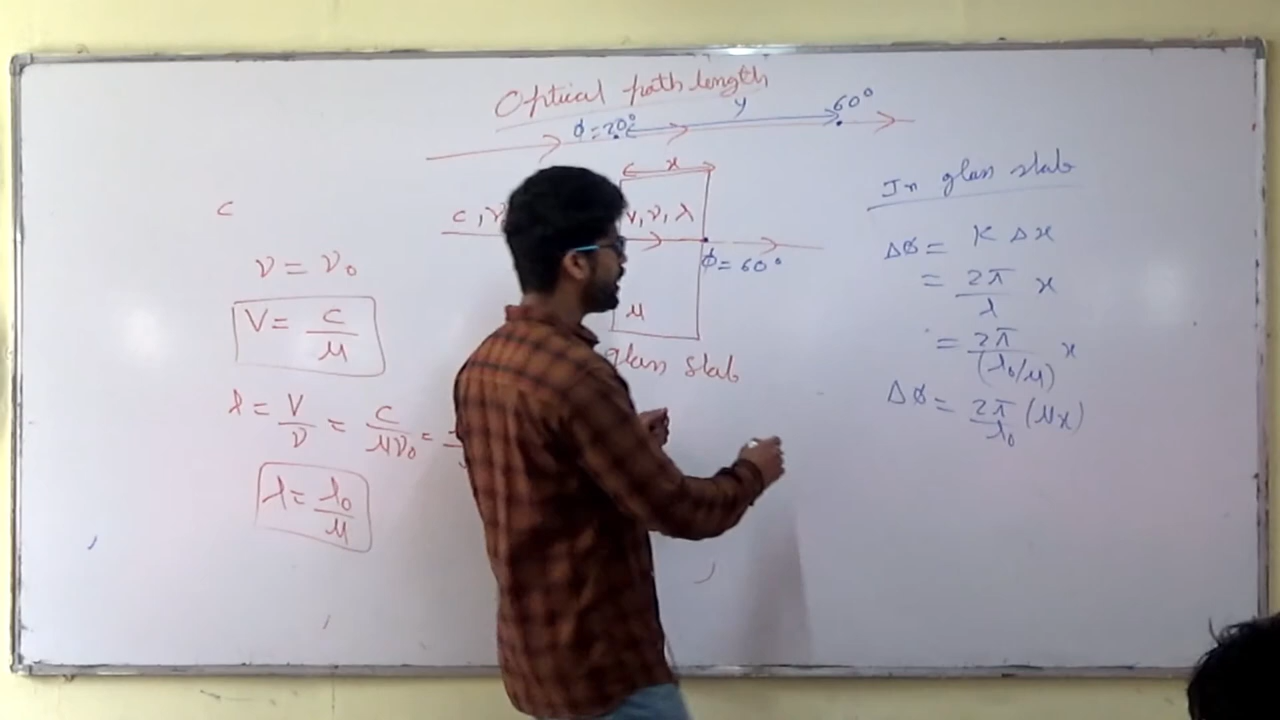 Optical path length
ϕ = 20°
y
60°
x
c, ν
v, ν, λ
ϕ = 60°
μ
glass slab
c
ν = ν₀
V = c/μ
λ = V/ν = c/μν₀ =
λ = λ₀/μ
In glass slab
Δϕ = K Δx
= 2π/λ x
= 2π/(λ₀/μ) x
Δϕ = 2π/λ₀ (μx)